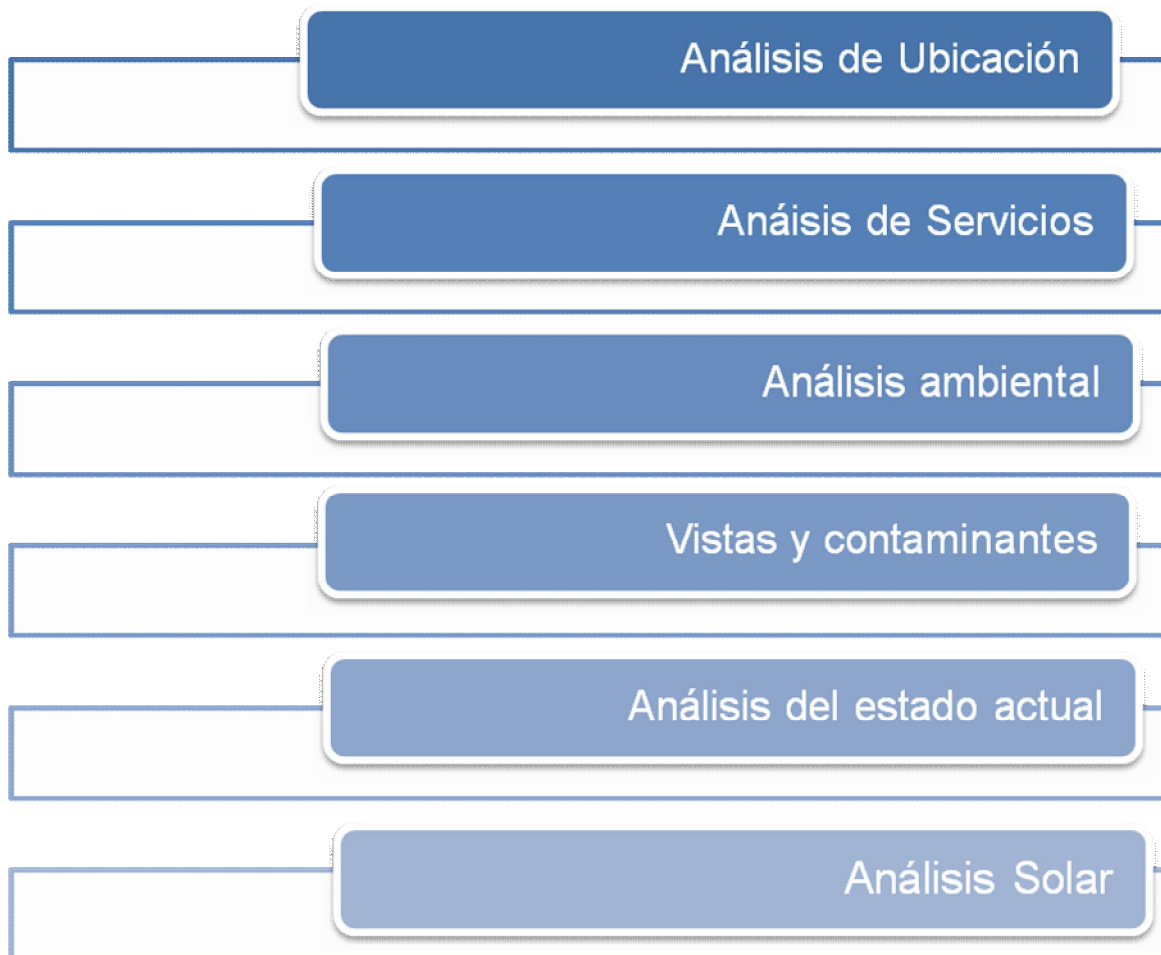 Análisis de Ubicación
Anáisis de Servicios
Análisis ambiental
Vistas y contaminantes
Análisis del estado actual
Análisis Solar